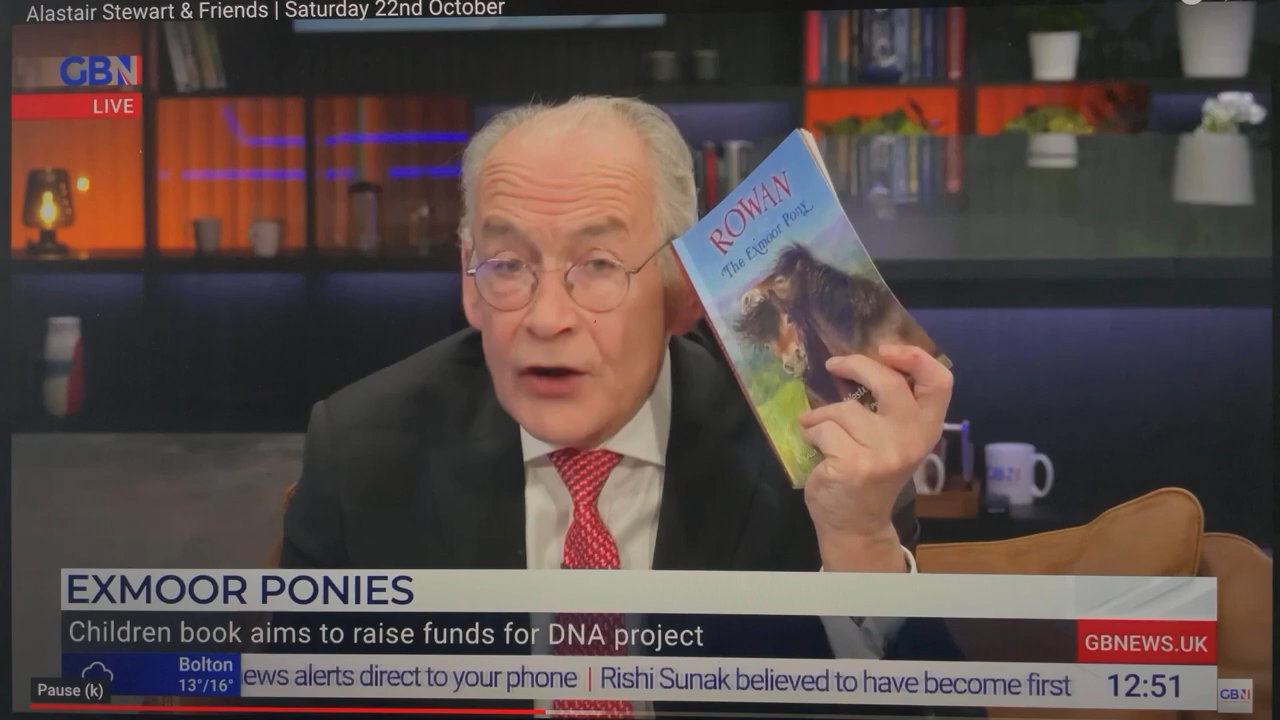 Alastair Stewart & Friends | Saturday 22nd October
GBN
LIVE
ROWAN
The Exmoor Pony
EXMOOR PONIES
Children book aims to raise funds for DNA project
GBNEWS.UK
Bolton
13°/16°
ews alerts direct to your phone | Rishi Sunak believed to have become first
12:51
GBN
Pause (k)